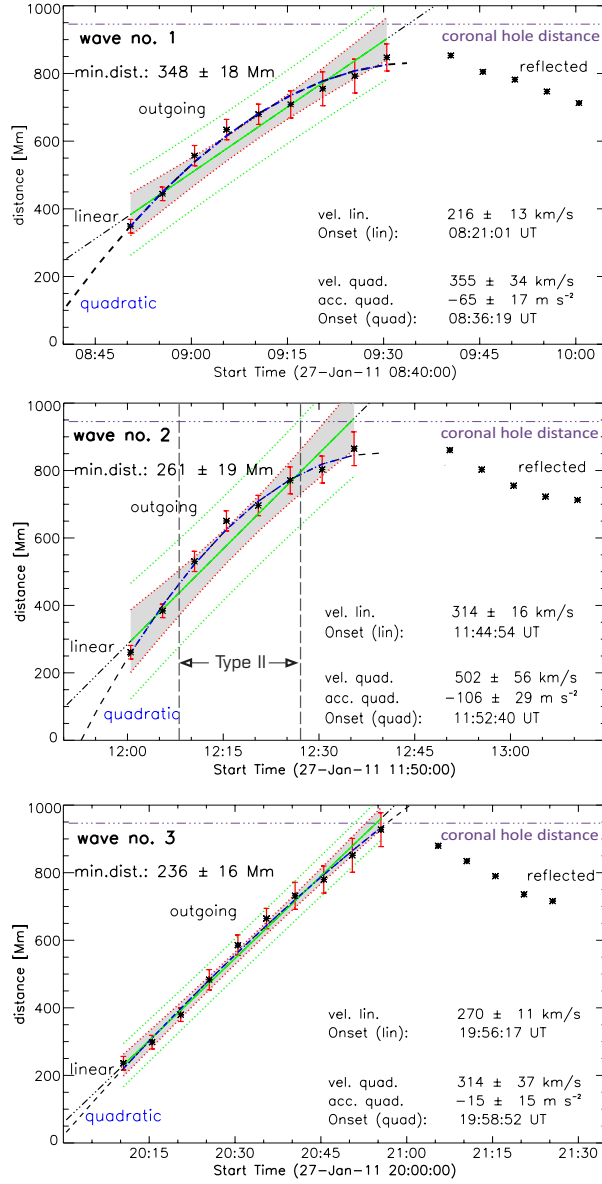 1000
800
600
400
200
0
distance [Mm]
wave no. 1
coronal hole distance
min.dist.: 348 ± 18 Mm
reflected
outgoing
linear
vel. lin. 216 ± 13 km/s
Onset (lin): 08:21:01 UT
quadratic
vel. quad. 355 ± 34 km/s
acc. quad. −65 ± 17 m s⁻²
Onset (quad): 08:36:19 UT
08:45 09:00 09:15 09:30 09:45 10:00
Start Time (27-Jan-11 08:40:00)
1000
800
600
400
200
0
distance [Mm]
wave no. 2
coronal hole distance
min.dist.: 261 ± 19 Mm
reflected
outgoing
linear
vel. lin. 314 ± 16 km/s
Onset (lin): 11:44:54 UT
Type II
quadratic
vel. quad. 502 ± 56 km/s
acc. quad. −106 ± 29 m s⁻²
Onset (quad): 11:52:40 UT
12:00 12:15 12:30 12:45 13:00
Start Time (27-Jan-11 11:50:00)
1000
800
600
400
200
0
distance [Mm]
wave no. 3
coronal hole distance
min.dist.: 236 ± 16 Mm
reflected
outgoing
linear
vel. lin. 270 ± 11 km/s
Onset (lin): 19:56:17 UT
quadratic
vel. quad. 314 ± 37 km/s
acc. quad. −15 ± 15 m s⁻²
Onset (quad): 19:58:52 UT
20:15 20:30 20:45 21:00 21:15 21:30
Start Time (27-Jan-11 20:00:00)